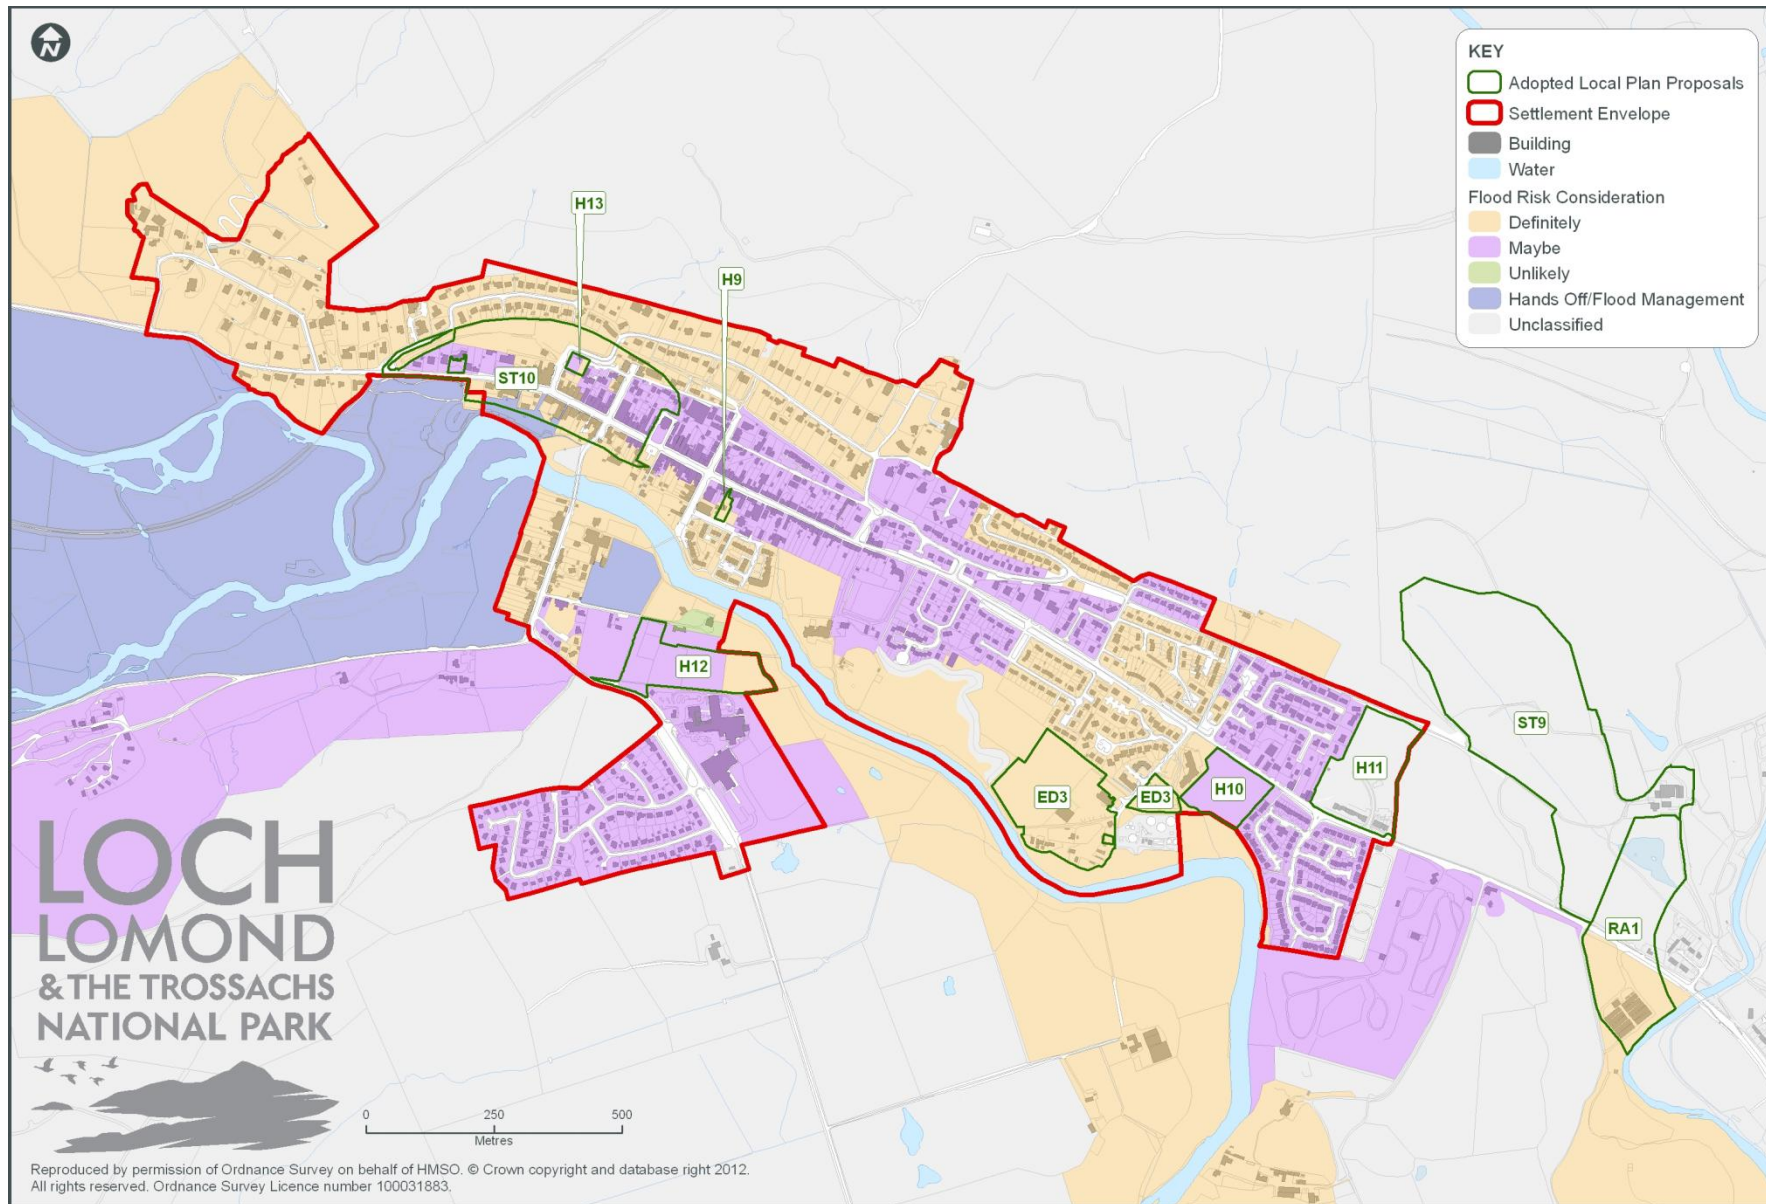 N
KEY
Adopted Local Plan Proposals
Settlement Envelope
Building
Water
Flood Risk Consideration
Definitely
Maybe
Unlikely
Hands Off/Flood Management
Unclassified
H13
H9
ST10
H12
ST9
H11
H10
ED3
ED3
RA1
LOCH
LOMOND
& THE TROSSACHS
NATIONAL PARK
0 250 500
Metres
Reproduced by permission of Ordnance Survey on behalf of HMSO. © Crown copyright and database right 2012.
All rights reserved. Ordnance Survey Licence number 100031883.